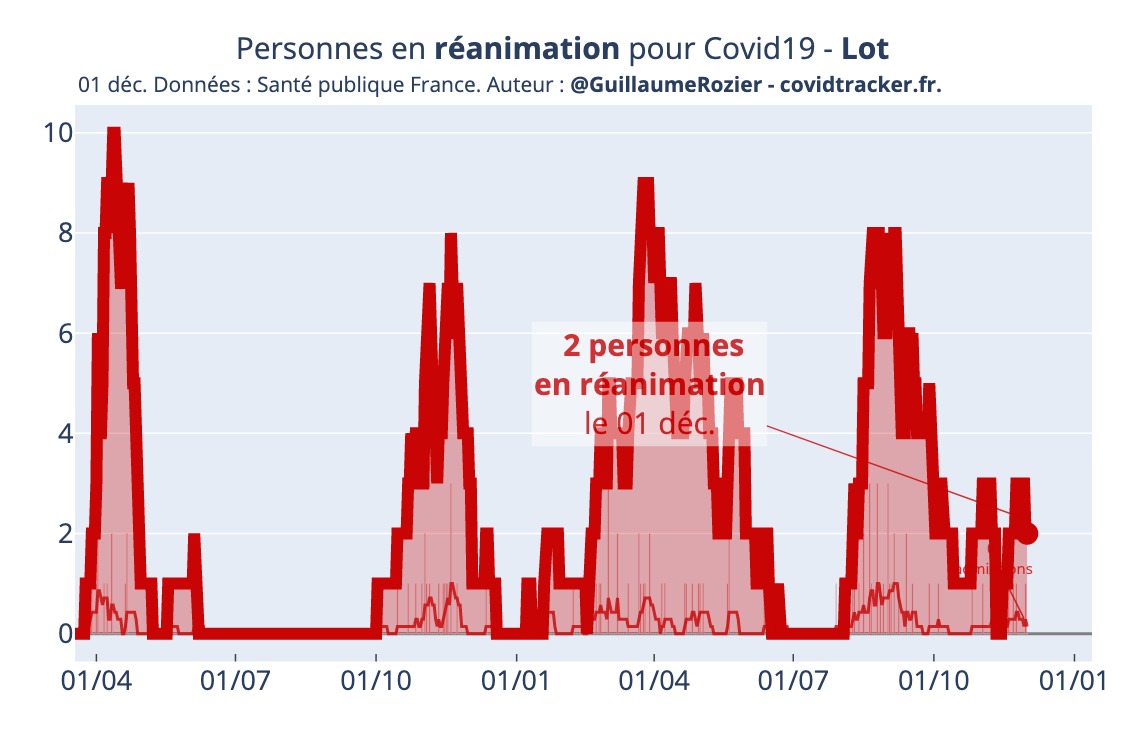 Personnes en réanimation pour Covid19 - Lot
01 déc. Données : Santé publique France. Auteur : @GuillaumeRozier - covidtracker.fr.
10
8
6
4
2
0
2 personnes
en réanimation
le 01 déc.
admissions
01/04
01/07
01/10
01/01
01/04
01/07
01/10
01/01